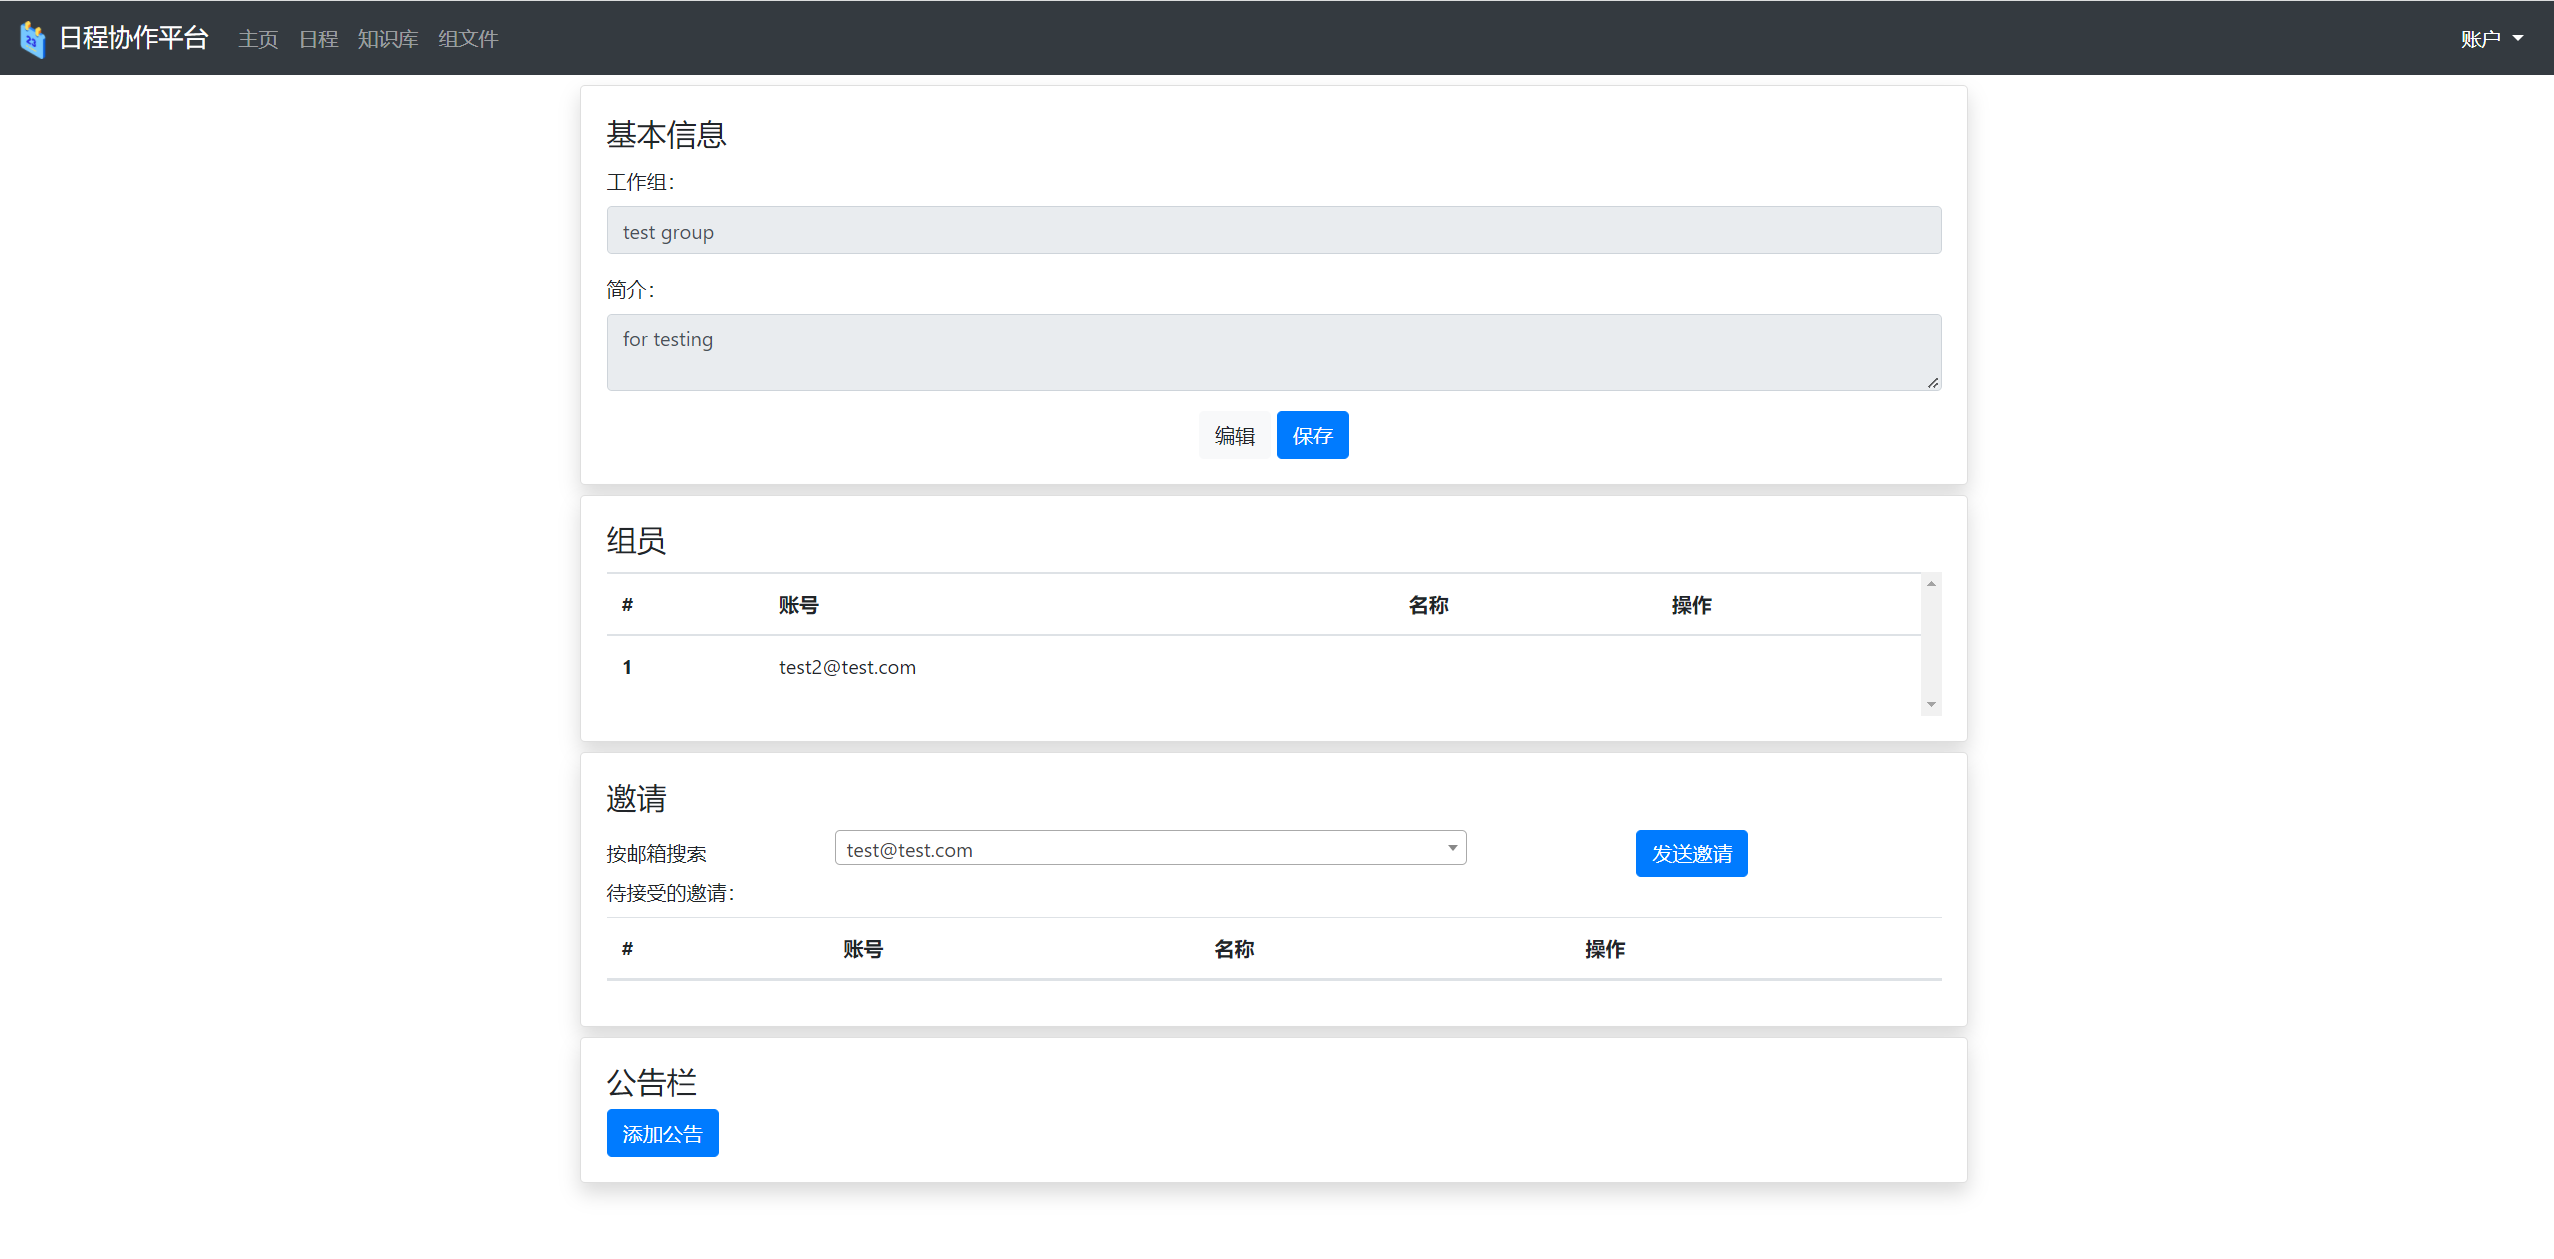 日程协作平台 主页 日程 知识库 组文件 账户
基本信息
工作组：
test group
简介：
for testing
编辑 保存
组员
# 账号 名称 操作
1 test2@test.com
邀请
按邮箱搜索 test@test.com 发送邀请
待接受的邀请：
# 账号 名称 操作
公告栏
添加公告